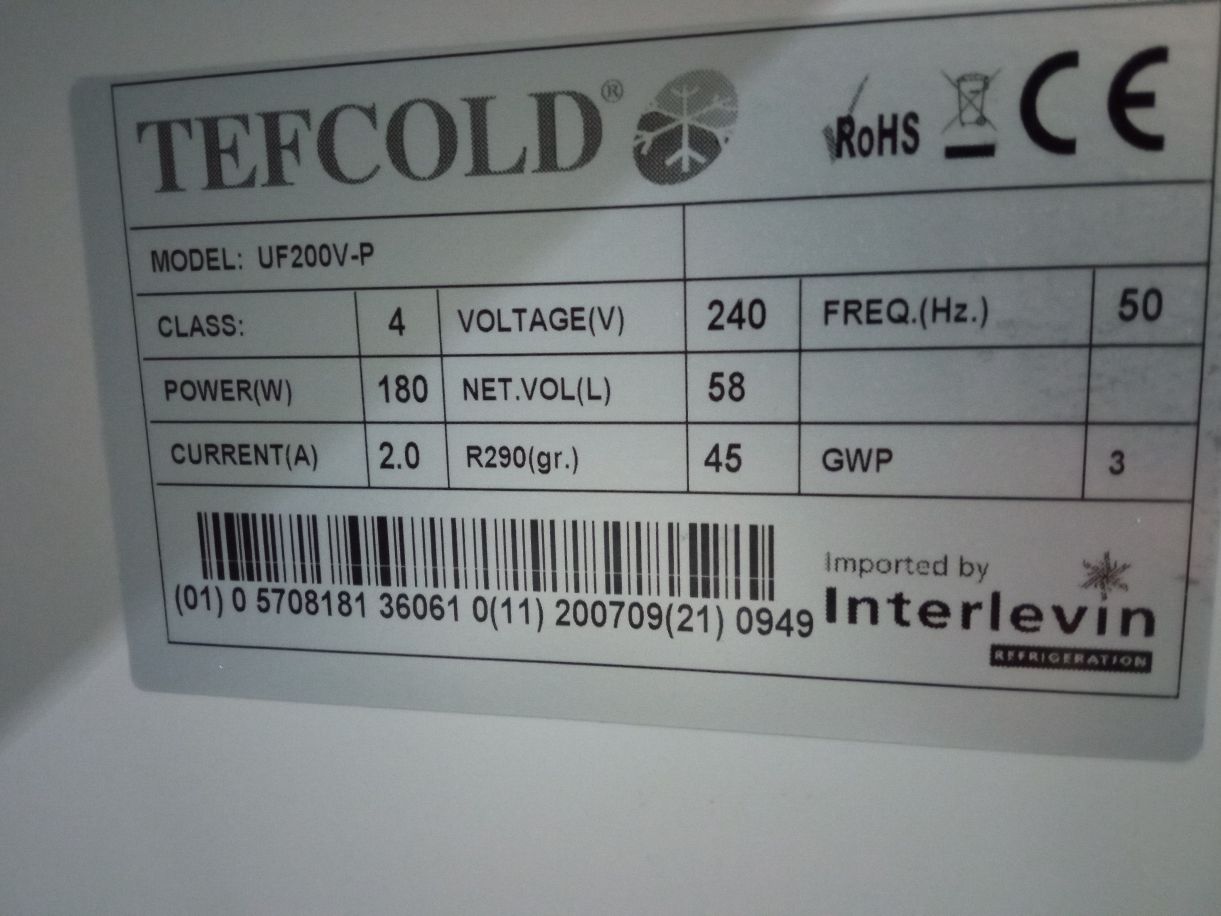 TEFCOLD®
RoHS CE
MODEL: UF200V-P
CLASS: 4 VOLTAGE(V) 240 FREQ.(Hz.) 50
POWER(W) 180 NET.VOL(L) 58
CURRENT(A) 2.0 R290(gr.) 45 GWP 3
(01) 0 5708181 36061 0(11) 200709(21) 0949
Imported by
Interlevin
REFRIGERATION